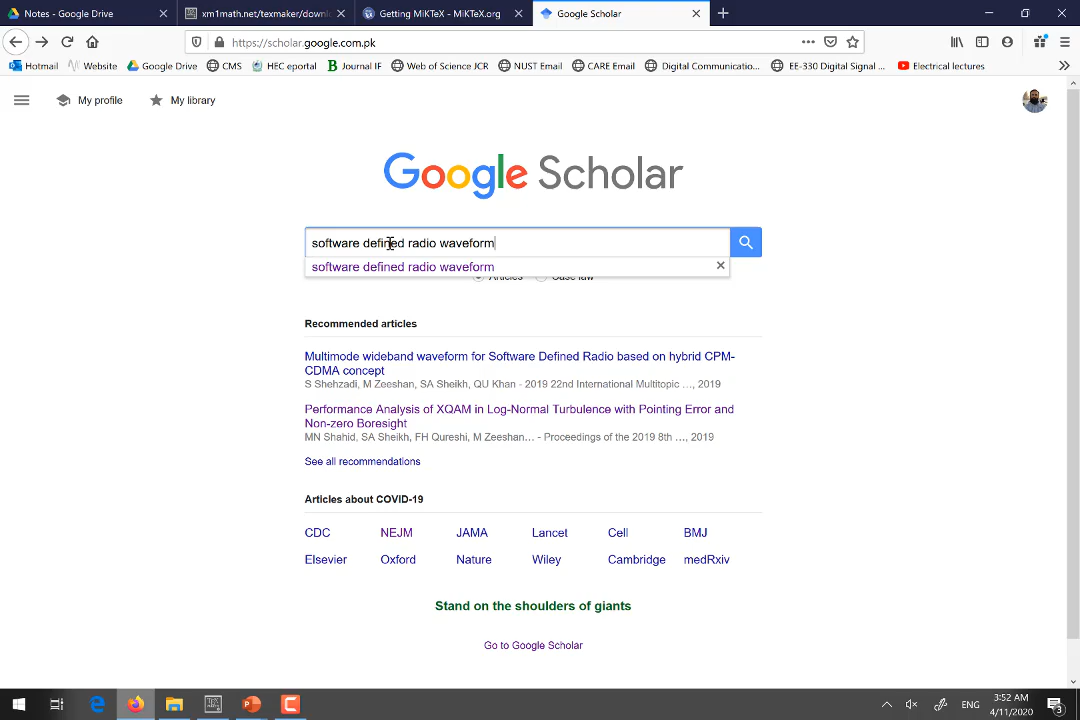 Notes - Google Drive
xm1math.net/texmaker/downl
Getting MiKTeX - MiKTeX.org
Google Scholar
https://scholar.google.com.pk
Hotmail
Website
Google Drive
CMS
HEC eportal
Journal IF
Web of Science JCR
NUST Email
CARE Email
Digital Communicatio...
EE-330 Digital Signal ...
Electrical lectures
My profile
My library
Google Scholar
software defined radio waveform
software defined radio waveform
Articles
Case law
Recommended articles
Multimode wideband waveform for Software Defined Radio based on hybrid CPM-
CDMA concept
S Shehzadi, M Zeeshan, SA Sheikh, QU Khan - 2019 22nd International Multitopic …, 2019
Performance Analysis of XQAM in Log-Normal Turbulence with Pointing Error and
Non-zero Boresight
MN Shahid, SA Sheikh, FH Qureshi, M Zeeshan… - Proceedings of the 2019 8th …, 2019
See all recommendations
Articles about COVID-19
CDC NEJM JAMA Lancet Cell BMJ
Elsevier Oxford Nature Wiley Cambridge medRxiv
Stand on the shoulders of giants
Go to Google Scholar
ENG
3:52 AM
4/11/2020
3